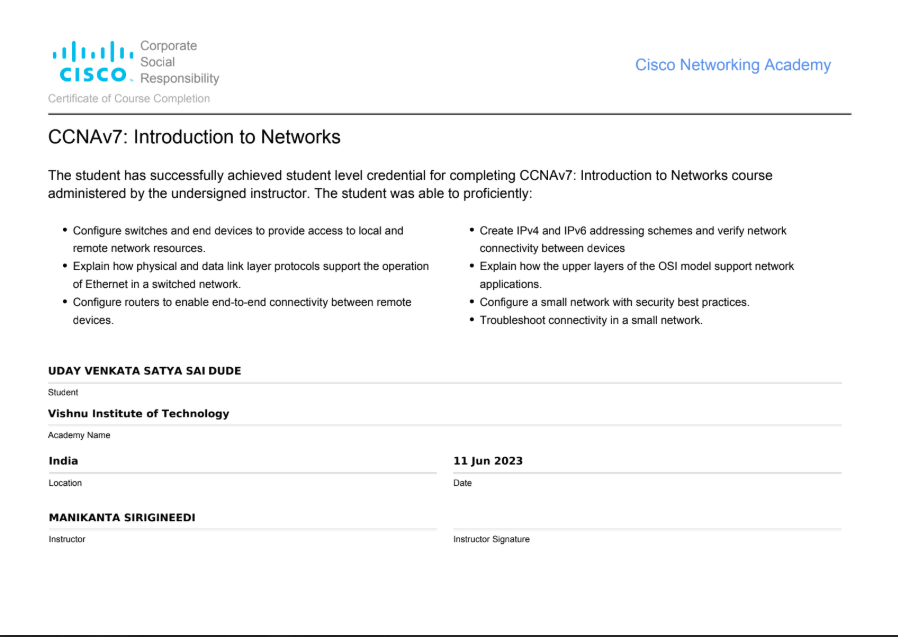 Corporate
Social
CISCO Responsibility
Cisco Networking Academy
Certificate of Course Completion
CCNAv7: Introduction to Networks
The student has successfully achieved student level credential for completing CCNAv7: Introduction to Networks course
administered by the undersigned instructor. The student was able to proficiently:
• Configure switches and end devices to provide access to local and
remote network resources.
• Explain how physical and data link layer protocols support the operation
of Ethernet in a switched network.
• Configure routers to enable end-to-end connectivity between remote
devices.
• Create IPv4 and IPv6 addressing schemes and verify network
connectivity between devices
• Explain how the upper layers of the OSI model support network
applications.
• Configure a small network with security best practices.
• Troubleshoot connectivity in a small network.
UDAY VENKATA SATYA SAI DUDE
Student
Vishnu Institute of Technology
Academy Name
India
Location
11 Jun 2023
Date
MANIKANTA SIRIGINEEDI
Instructor
Instructor Signature